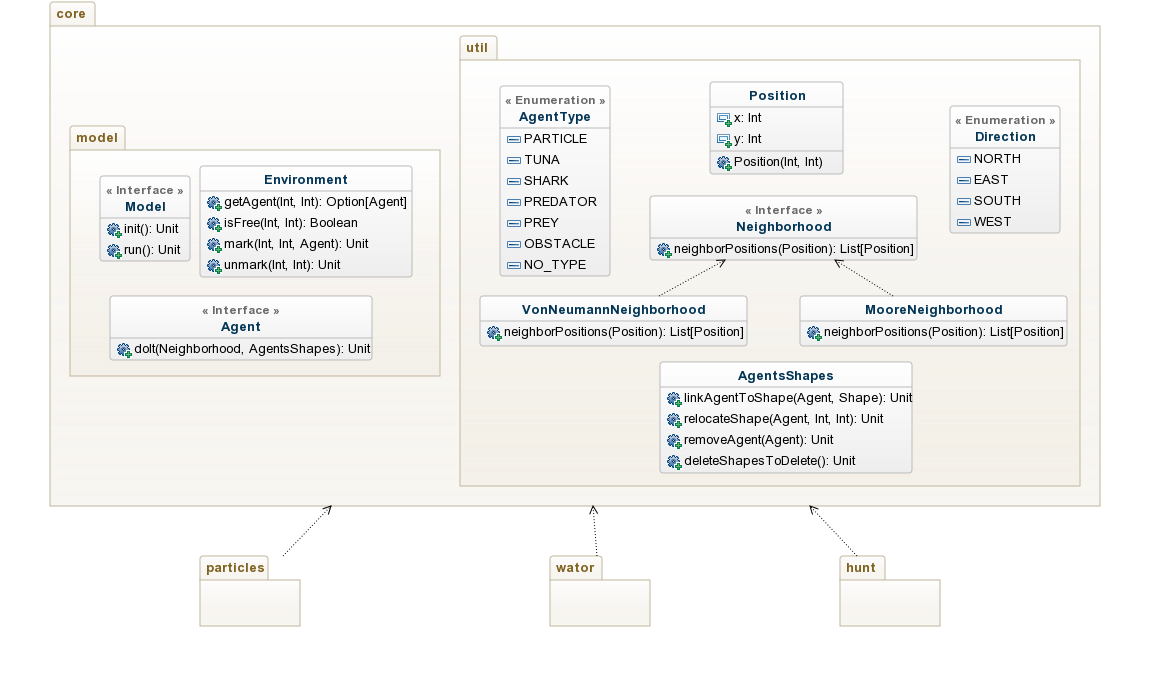 core
util
model
« Interface »
Model
init(): Unit
run(): Unit
Environment
getAgent(Int, Int): Option[Agent]
isFree(Int, Int): Boolean
mark(Int, Int, Agent): Unit
unmark(Int, Int): Unit
« Interface »
Agent
doIt(Neighborhood, AgentsShapes): Unit
« Enumeration »
AgentType
PARTICLE
TUNA
SHARK
PREDATOR
PREY
OBSTACLE
NO_TYPE
Position
x: Int
y: Int
Position(Int, Int)
« Enumeration »
Direction
NORTH
EAST
SOUTH
WEST
« Interface »
Neighborhood
neighborPositions(Position): List[Position]
VonNeumannNeighborhood
neighborPositions(Position): List[Position]
MooreNeighborhood
neighborPositions(Position): List[Position]
AgentsShapes
linkAgentToShape(Agent, Shape): Unit
relocateShape(Agent, Int, Int): Unit
removeAgent(Agent): Unit
deleteShapesToDelete(): Unit
particles
wator
hunt